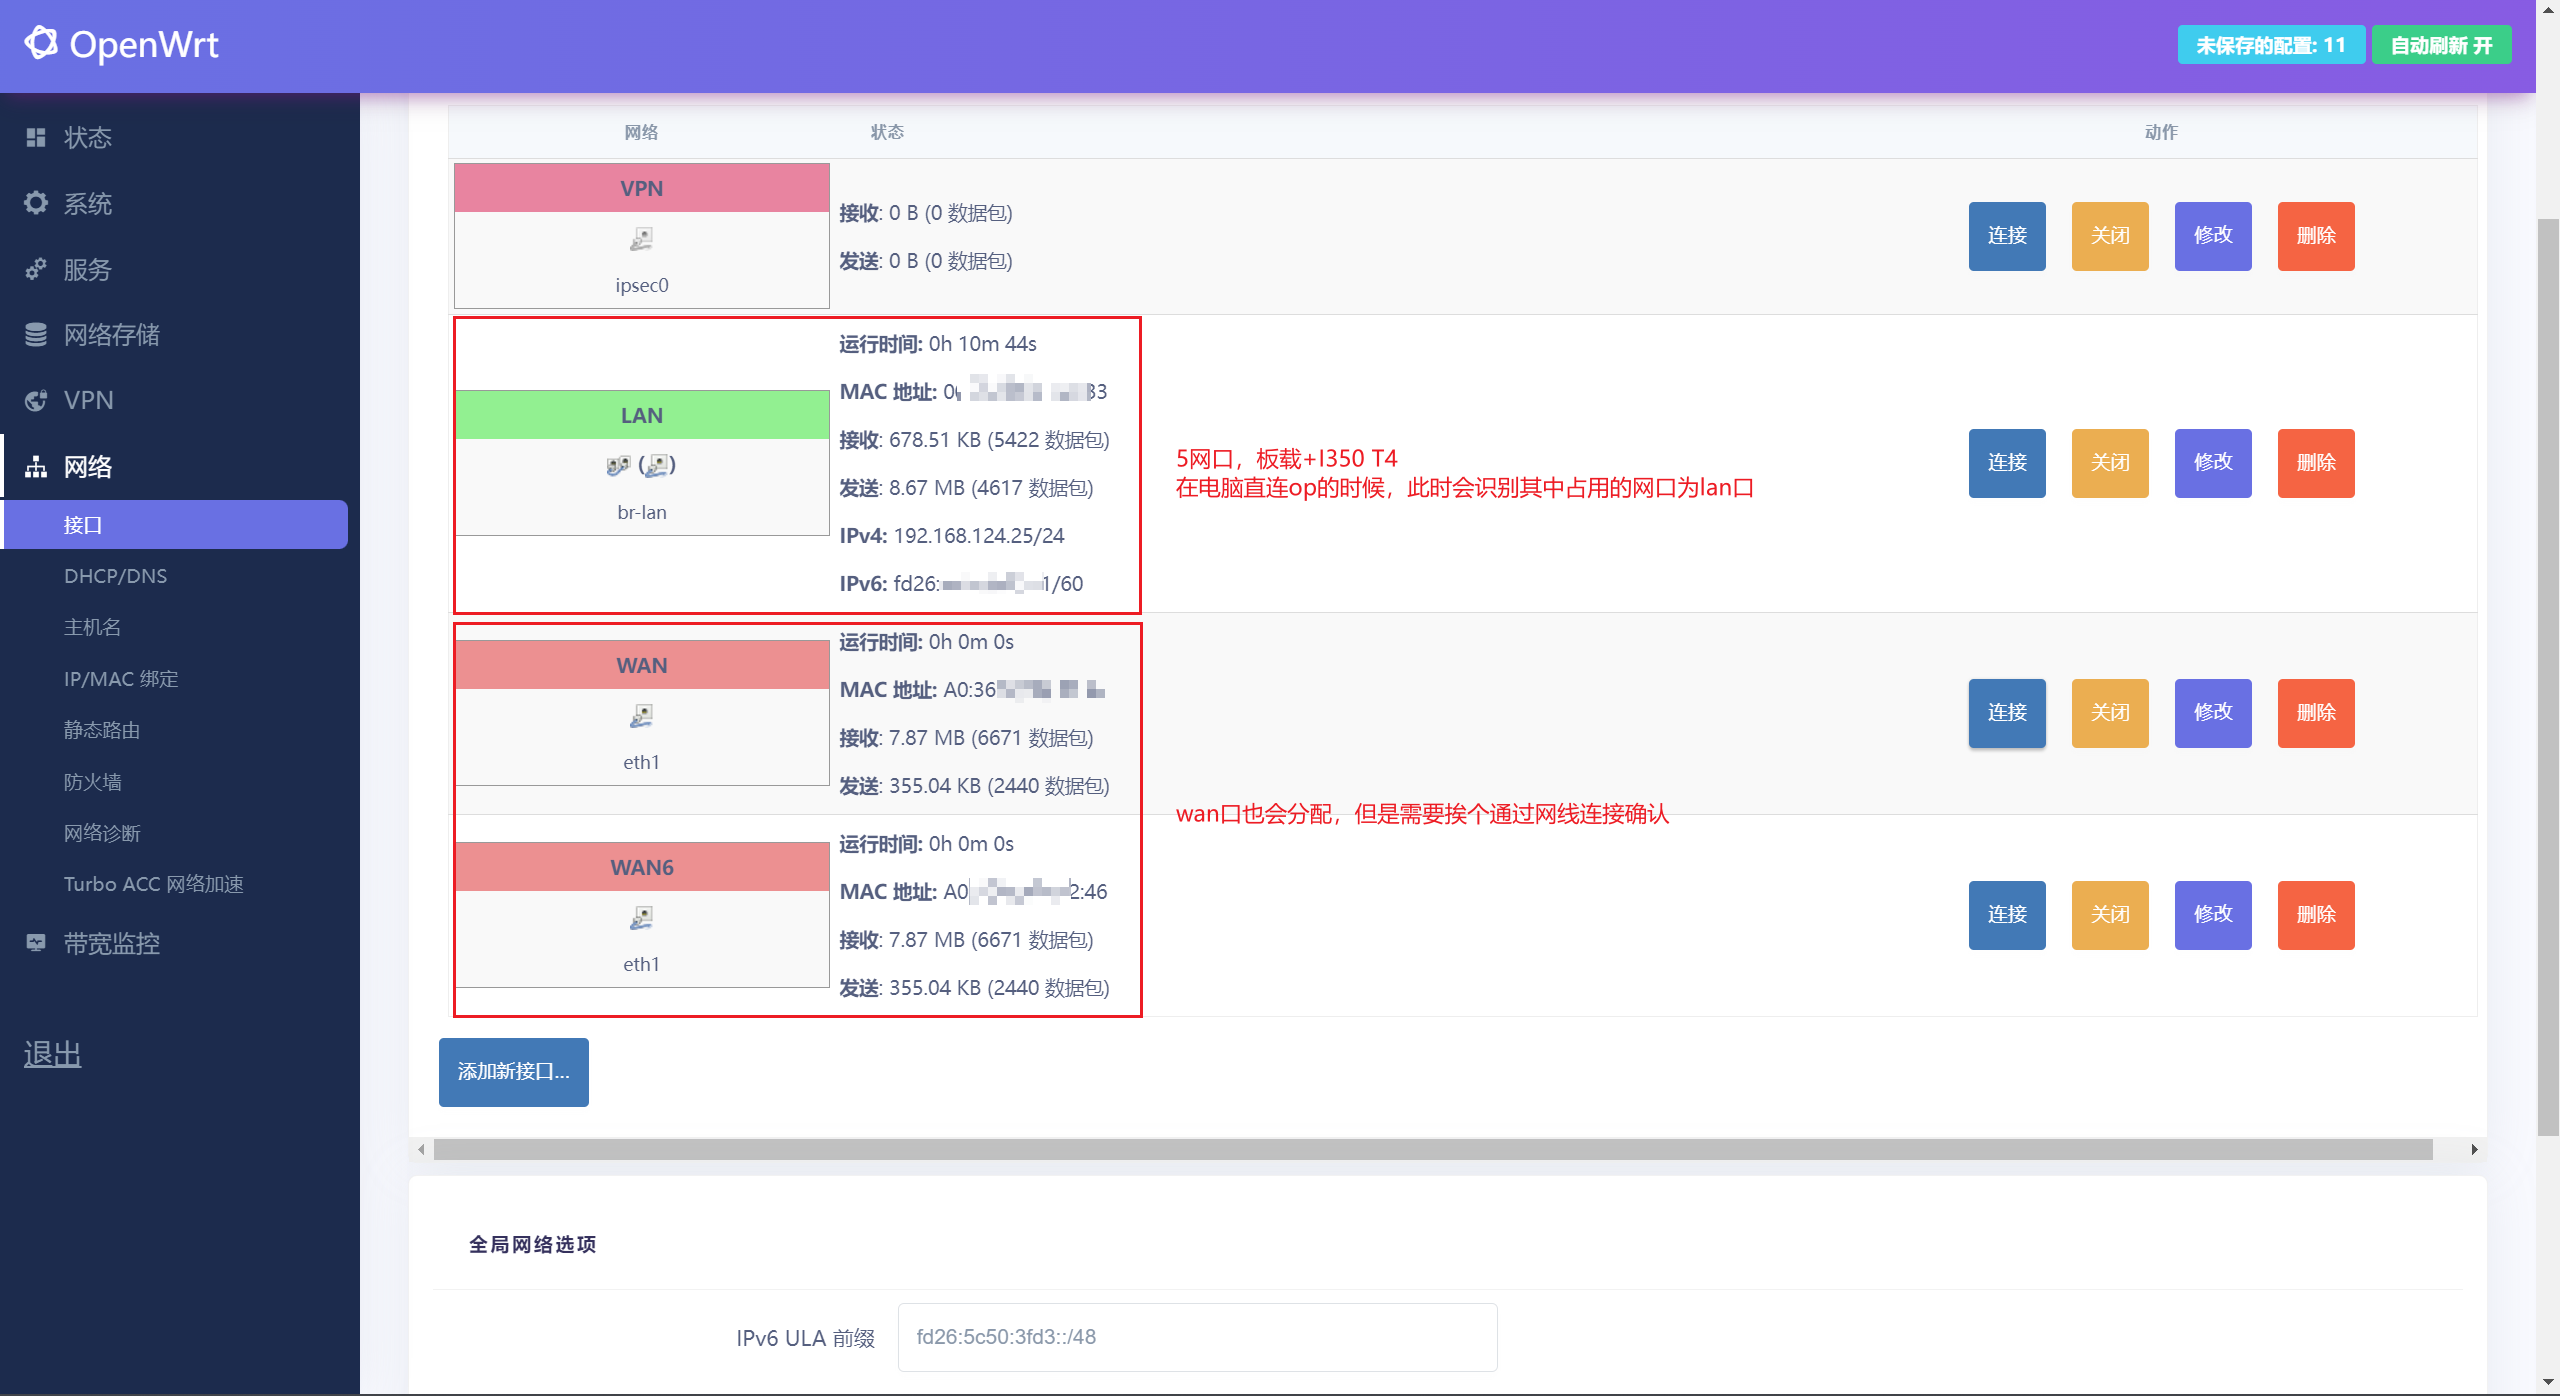 OpenWrt
未保存的配置: 11
自动刷新 开
状态
系统
服务
网络存储
VPN
网络
接口
DHCP/DNS
主机名
IP/MAC 绑定
静态路由
防火墙
网络诊断
Turbo ACC 网络加速
带宽监控
退出
网络 状态 动作
VPN
ipsec0
接收: 0 B (0 数据包)
发送: 0 B (0 数据包)
连接 关闭 修改 删除
LAN
br-lan
运行时间: 0h 10m 44s
MAC 地址: 33
接收: 678.51 KB (5422 数据包)
发送: 8.67 MB (4617 数据包)
IPv4: 192.168.124.25/24
IPv6: fd26: 1/60
5网口，板载+I350 T4
在电脑直连op的时候，此时会识别其中占用的网口为lan口
连接 关闭 修改 删除
WAN
eth1
运行时间: 0h 0m 0s
MAC 地址: A0:36
接收: 7.87 MB (6671 数据包)
发送: 355.04 KB (2440 数据包)
连接 关闭 修改 删除
wan口也会分配，但是需要挨个通过网线连接确认
WAN6
eth1
运行时间: 0h 0m 0s
MAC 地址: A0 2:46
接收: 7.87 MB (6671 数据包)
发送: 355.04 KB (2440 数据包)
连接 关闭 修改 删除
添加新接口...
全局网络选项
IPv6 ULA 前缀 fd26:5c50:3fd3::/48